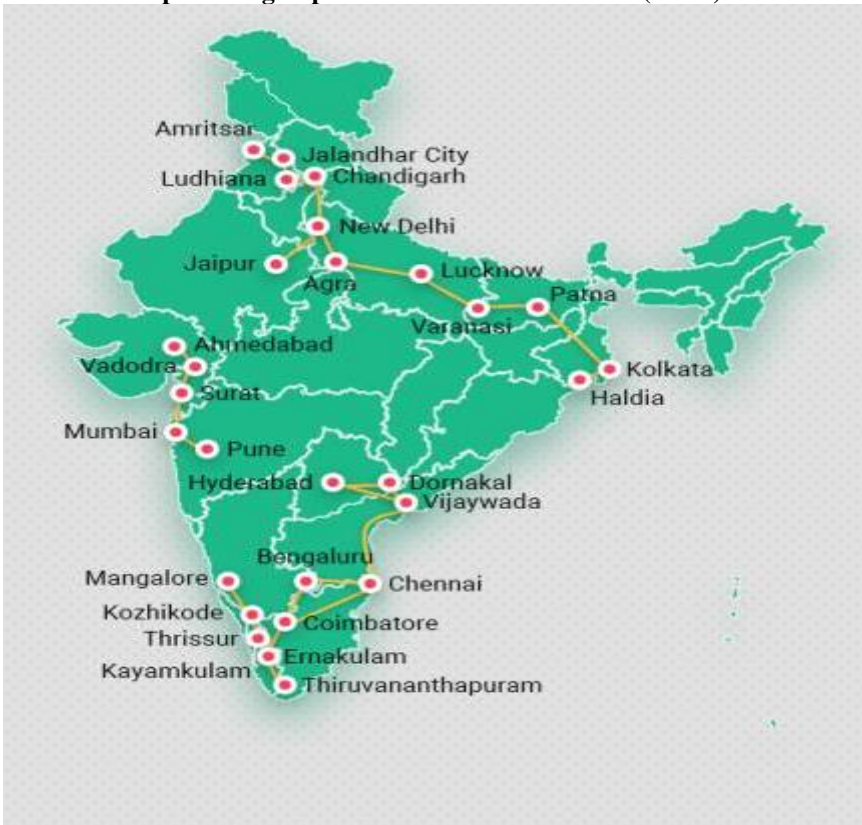 Amritsar
Jalandhar City
Ludhiana
Chandigarh
New Delhi
Jaipur
Agra
Lucknow
Patna
Varanasi
Ahmedabad
Vadodra
Kolkata
Surat
Haldia
Mumbai
Pune
Hyderabad
Dornakal
Vijaywada
Bengaluru
Mangalore
Chennai
Kozhikode
Coimbatore
Thrissur
Ernakulam
Kayamkulam
Thiruvananthapuram